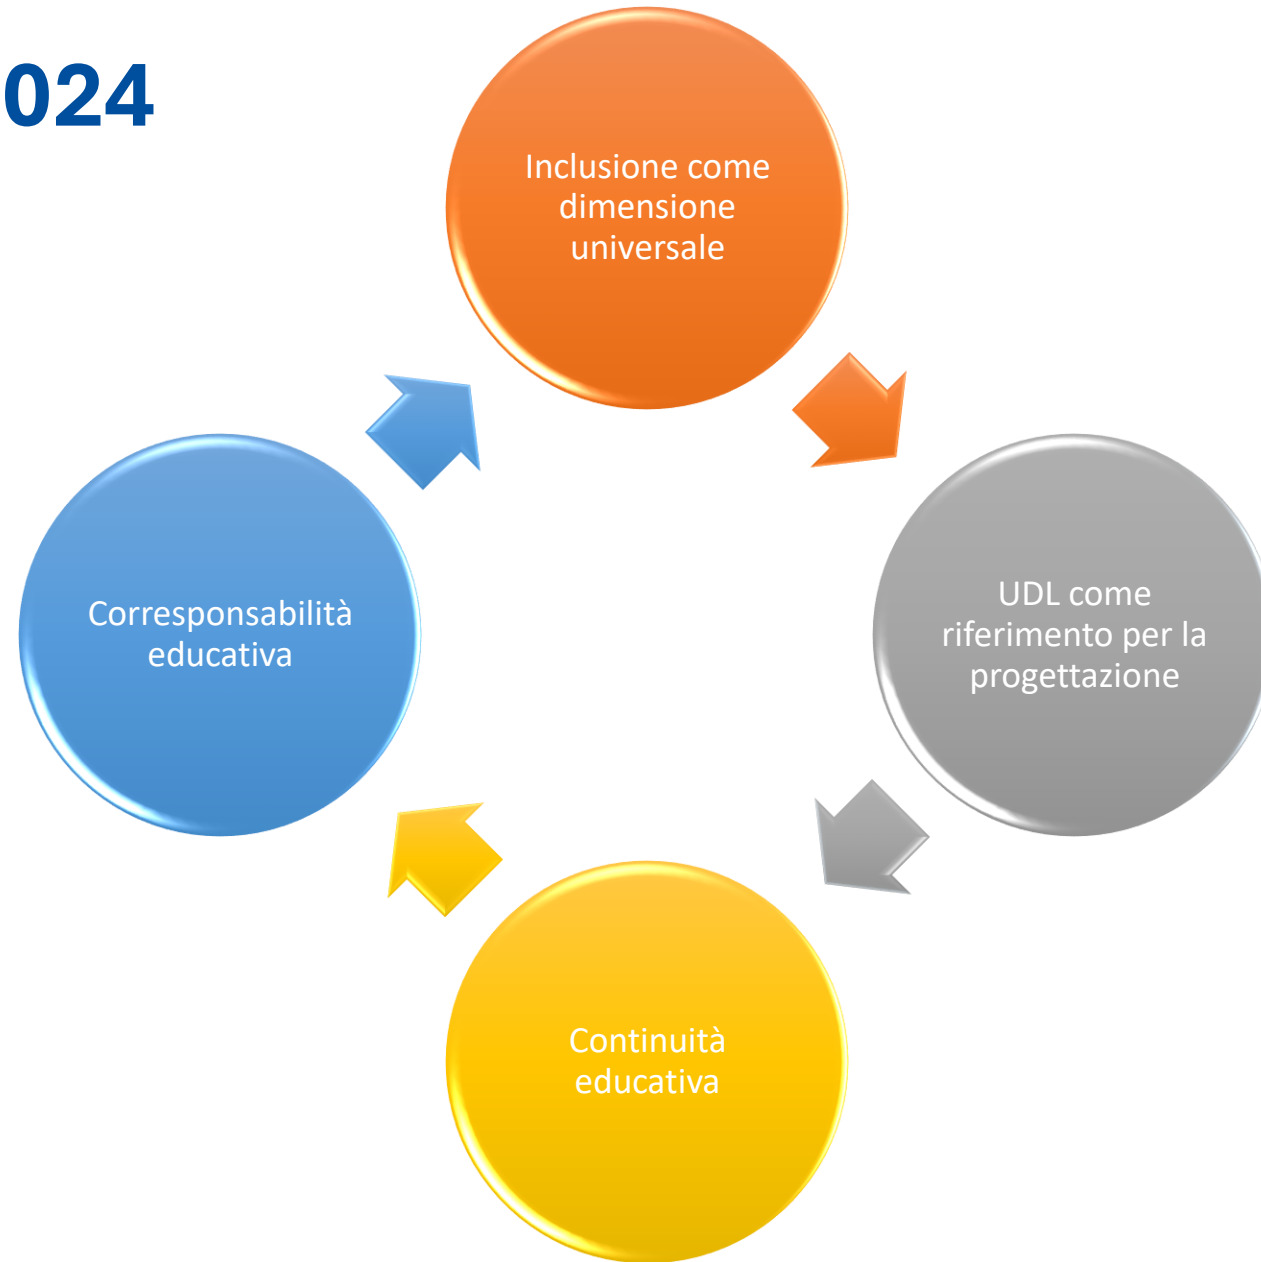 024
Inclusione come
dimensione
universale
UDL come
riferimento per la
progettazione
Corresponsabilità
educativa
Continuità
educativa